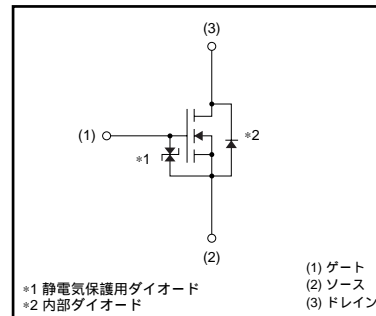 (3)
(1)
*1
*2
(2)
*1 静電気保護用ダイオード
*2 内部ダイオード
(1) ゲート
(2) ソース
(3) ドレイン